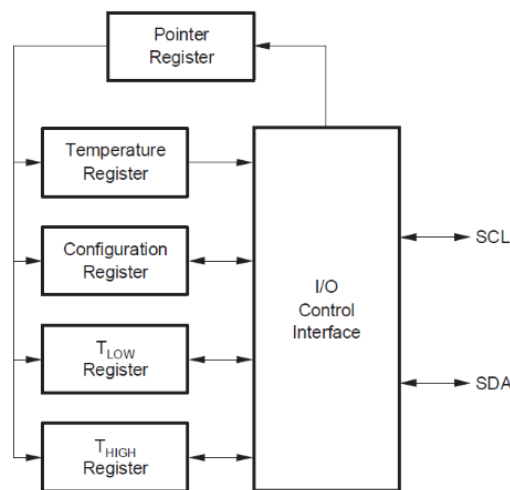 Pointer
Register
Temperature
Register
Configuration
Register
TLOW
Register
THIGH
Register
I/O
Control
Interface
SCL
SDA